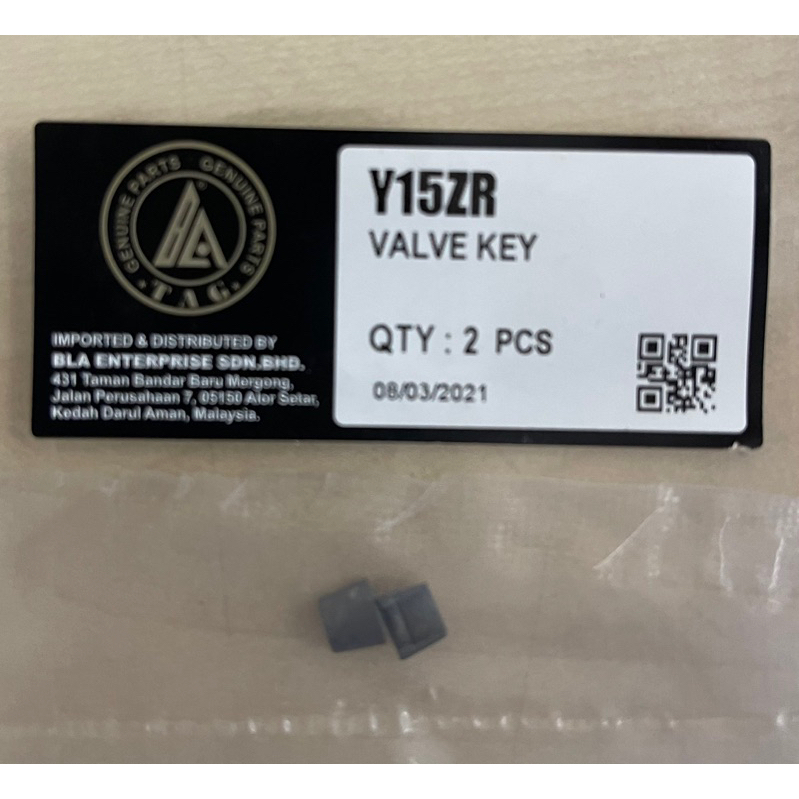 GENUINE PARTS GENUINE PARTS
BLA
• TAG •
IMPORTED & DISTRIBUTED BY
BLA ENTERPRISE SDN.BHD.
431 Taman Bandar Baru Mergong,
Jalan Perusahaan 7, 05150 Alor Setar,
Kedah Darul Aman, Malaysia.
Y15ZR
VALVE KEY
QTY : 2 PCS
08/03/2021